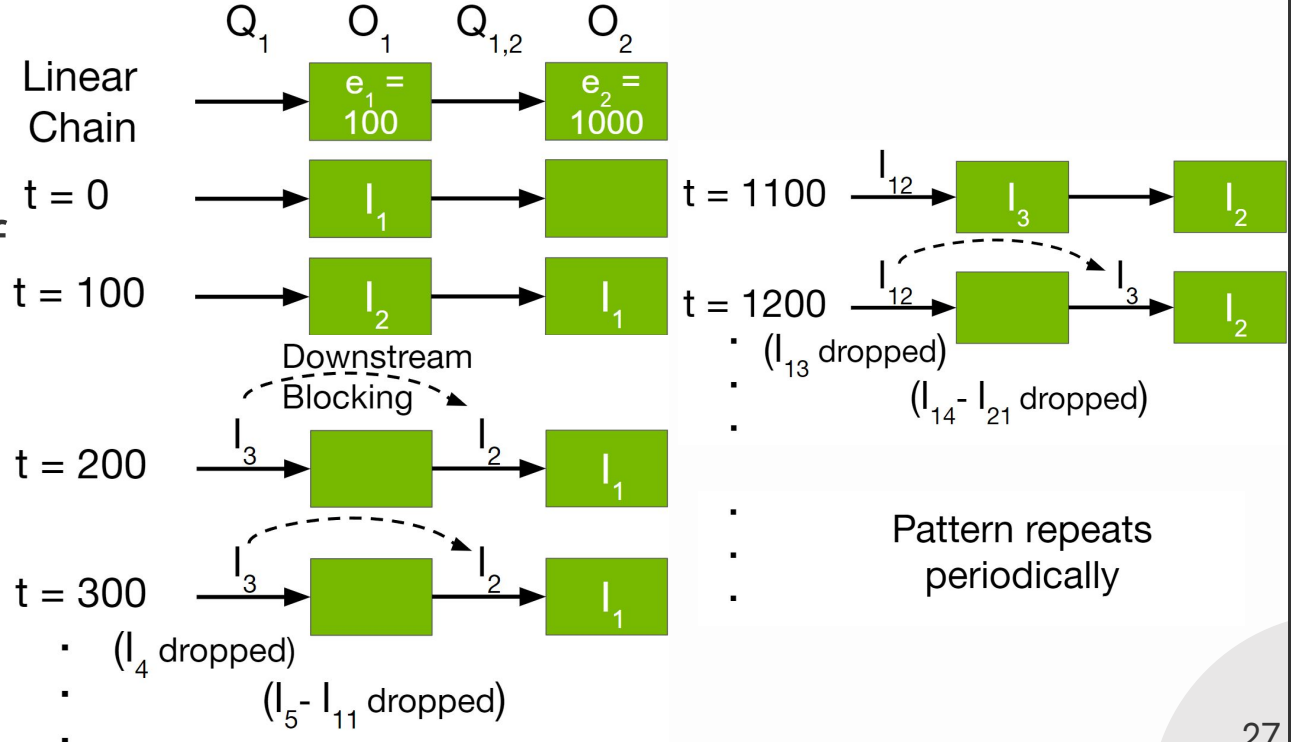 Q1 O1 Q1,2 O2
Linear
Chain
e1 =
100
e2 =
1000
t = 0
I1
t = 100
I2
I1
Downstream
Blocking
t = 200
I3
I2
I1
t = 300
I3
I2
I1
(I4 dropped)
(I5- I11 dropped)
t = 1100
I12
I3
I2
t = 1200
I12
I3
I2
(I13 dropped)
(I14- I21 dropped)
Pattern repeats
periodically
27